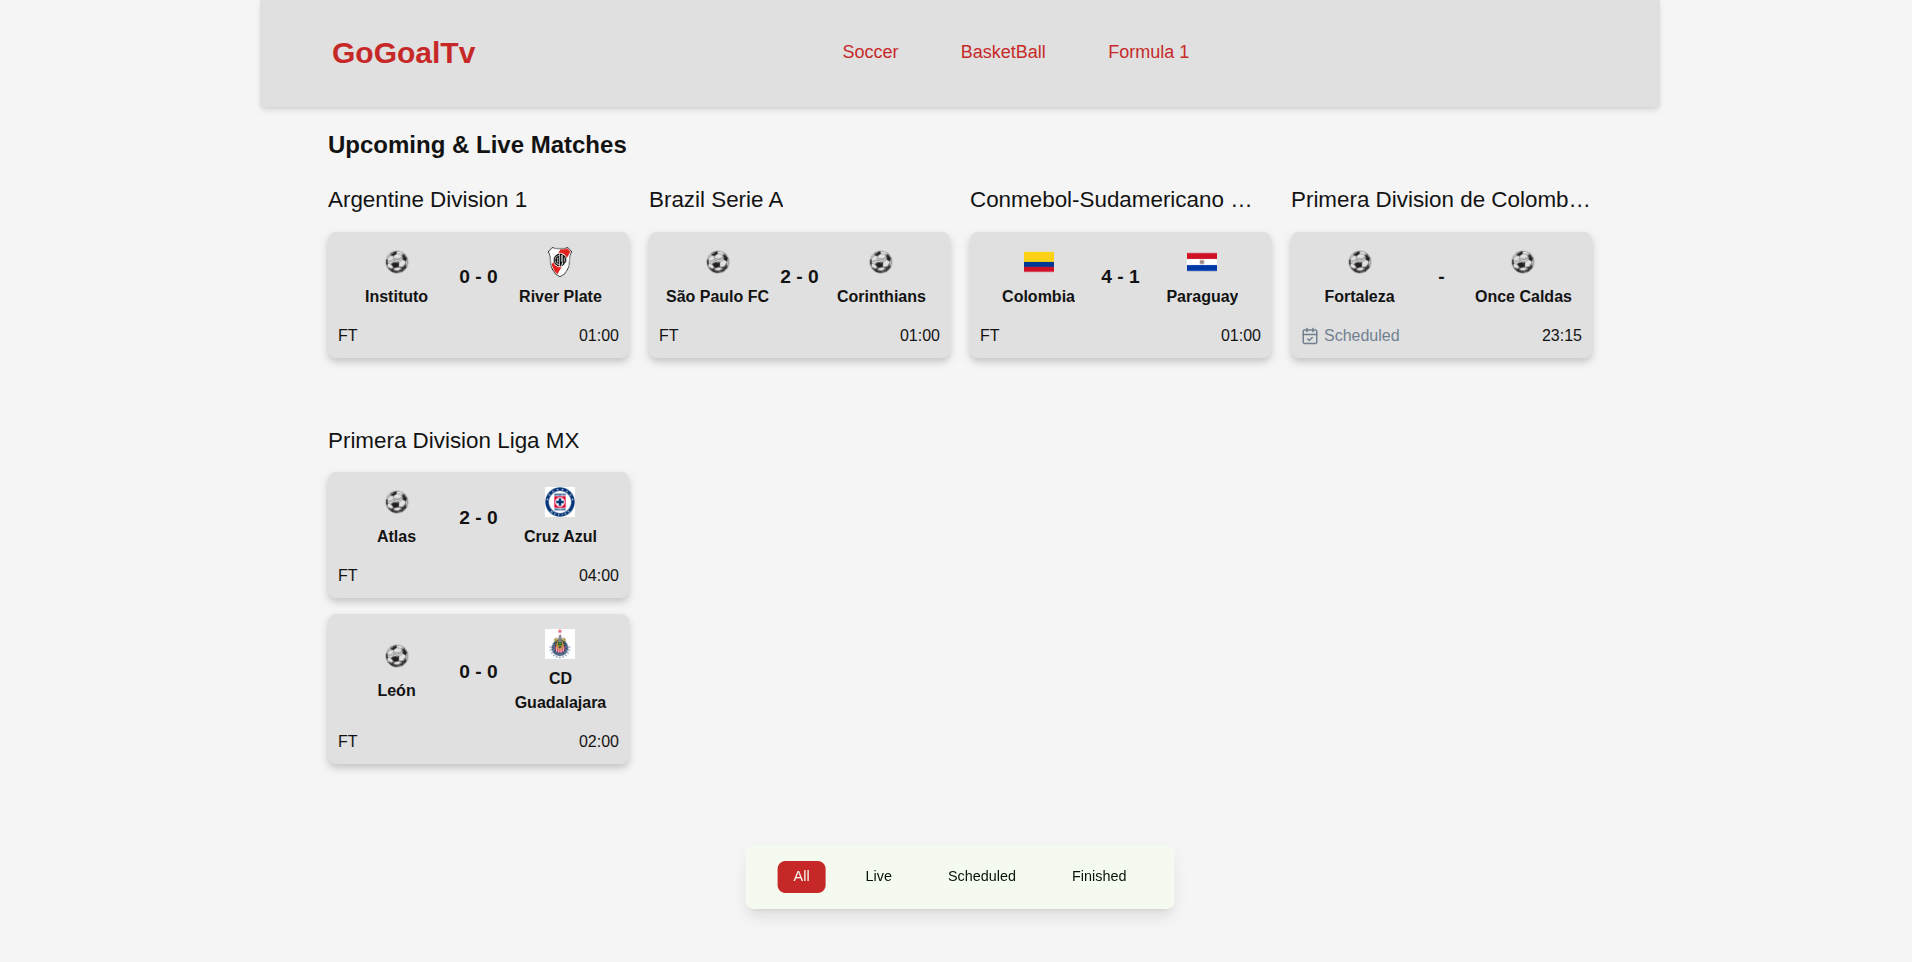 GoGoalTv
Soccer BasketBall Formula 1
Upcoming & Live Matches
Argentine Division 1
Instituto
0 - 0
River Plate
FT 01:00
Brazil Serie A
São Paulo FC
2 - 0
Corinthians
FT 01:00
Conmebol-Sudamericano …
Colombia
4 - 1
Paraguay
FT 01:00
Primera Division de Colomb…
Fortaleza
-
Once Caldas
Scheduled 23:15
Primera Division Liga MX
Atlas
2 - 0
Cruz Azul
FT 04:00
León
0 - 0
CD
Guadalajara
FT 02:00
All Live Scheduled Finished